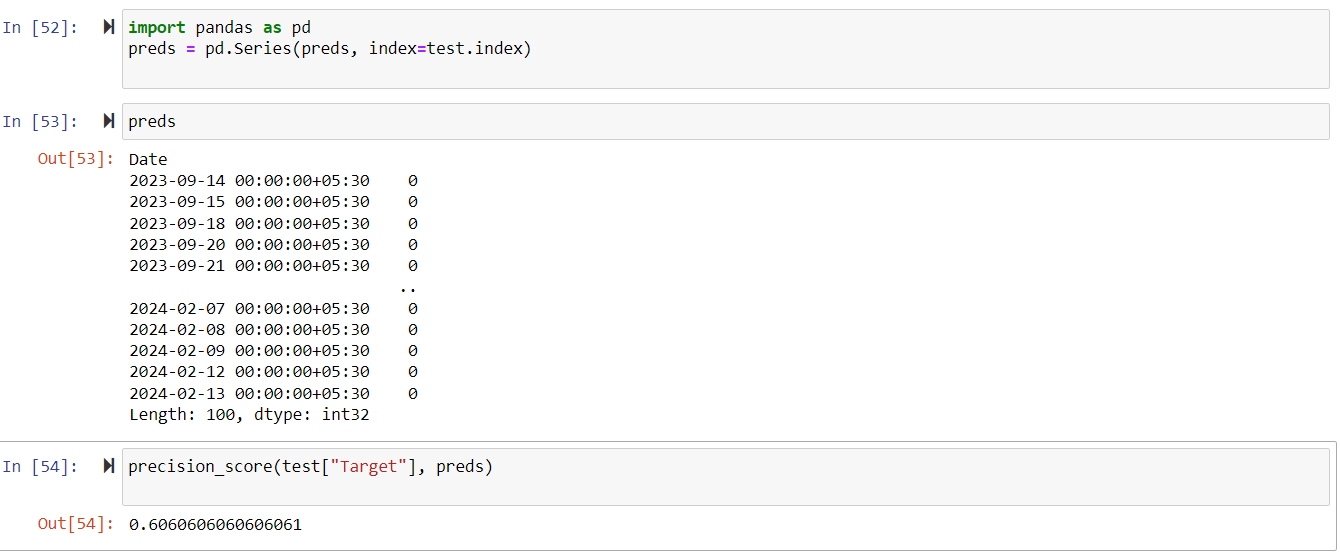 In [52]:
import pandas as pd
preds = pd.Series(preds, index=test.index)
In [53]:
preds
Out[53]:
Date
2023-09-14 00:00:00+05:30    0
2023-09-15 00:00:00+05:30    0
2023-09-18 00:00:00+05:30    0
2023-09-20 00:00:00+05:30    0
2023-09-21 00:00:00+05:30    0
..
2024-02-07 00:00:00+05:30    0
2024-02-08 00:00:00+05:30    0
2024-02-09 00:00:00+05:30    0
2024-02-12 00:00:00+05:30    0
2024-02-13 00:00:00+05:30    0
Length: 100, dtype: int32
In [54]:
precision_score(test["Target"], preds)
Out[54]:
0.6060606060606061